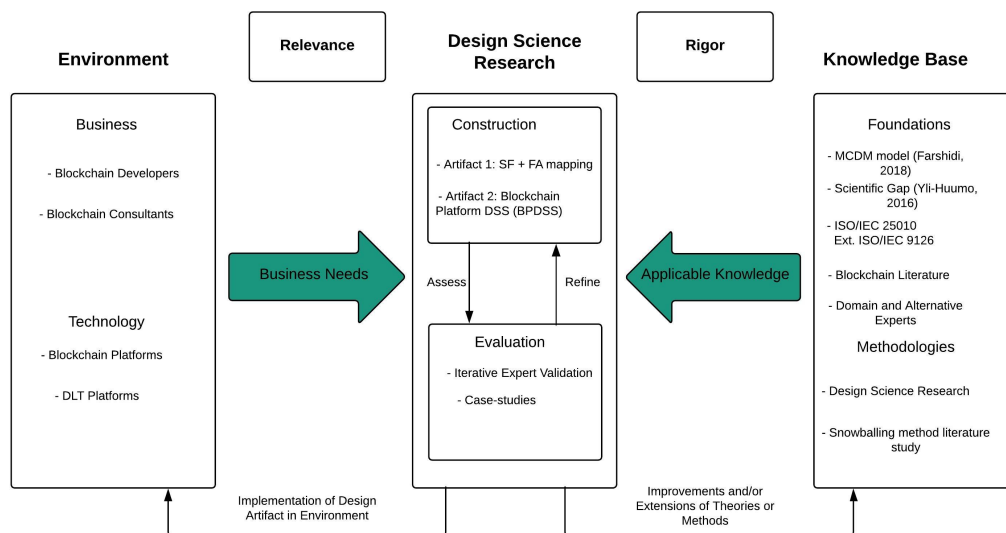 Environment
Relevance
Design Science
Research
Rigor
Knowledge Base
Business
- Blockchain Developers
- Blockchain Consultants
Technology
- Blockchain Platforms
- DLT Platforms
Business Needs
Construction
- Artifact 1: SF + FA mapping
- Artifact 2: Blockchain
Platform DSS (BPDSS)
Assess
Refine
Evaluation
- Iterative Expert Validation
- Case-studies
Applicable Knowledge
Foundations
- MCDM model (Farshidi,
2018)
- Scientific Gap (Yli-Huumo,
2016)
- ISO/IEC 25010
Ext. ISO/IEC 9126
- Blockchain Literature
- Domain and Alternative
Experts
Methodologies
- Design Science Research
- Snowballing method literature
study
Implementation of Design
Artifact in Environment
Improvements and/or
Extensions of Theories or
Methods